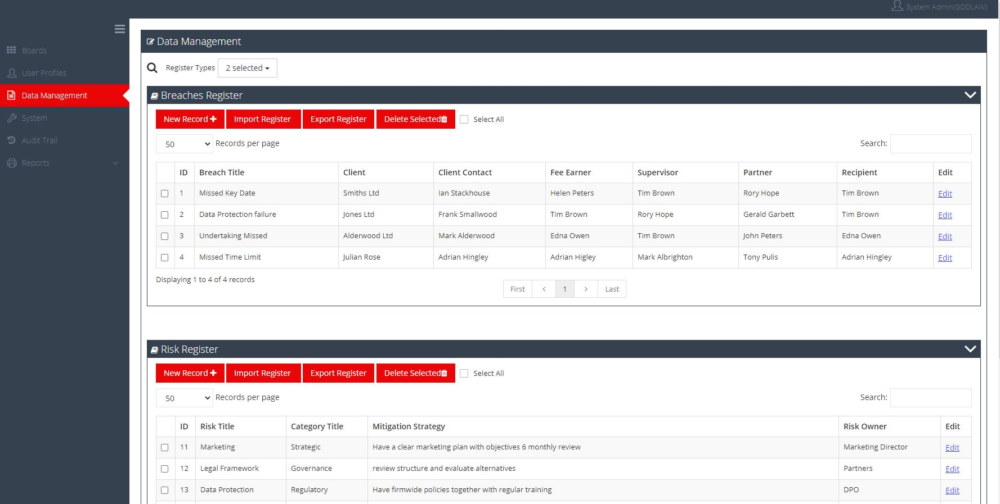 System Admin(GDDLAW)
Boards
User Profiles
Data Management
System
Audit Trail
Reports
Data Management
Register Types 2 selected
Breaches Register
New Record Import Register Export Register Delete Selected Select All
50 Records per page Search:
ID Breach Title Client Client Contact Fee Earner Supervisor Partner Recipient Edit
1 Missed Key Date Smiths Ltd Ian Stackhouse Helen Peters Tim Brown Rory Hope Tim Brown Edit
2 Data Protection failure Jones Ltd Frank Smallwood Tim Brown Rory Hope Gerald Garbett Tim Brown Edit
3 Undertaking Missed Alderwood Ltd Mark Alderwood Edna Owen Tim Brown John Peters Edna Owen Edit
4 Missed Time Limit Julian Rose Adrian Hingley Adrian Higley Mark Albrighton Tony Pulis Adrian Hingley Edit
Displaying 1 to 4 of 4 records
First < 1 > Last
Risk Register
New Record Import Register Export Register Delete Selected Select All
50 Records per page Search:
ID Risk Title Category Title Mitigation Strategy Risk Owner Edit
11 Marketing Strategic Have a clear marketing plan with objectives 6 monthly review Marketing Director Edit
12 Legal Framework Governance review structure and evaluate alternatives Partners Edit
13 Data Protection Regulatory Have firmwide policies together with regular training DPO Edit